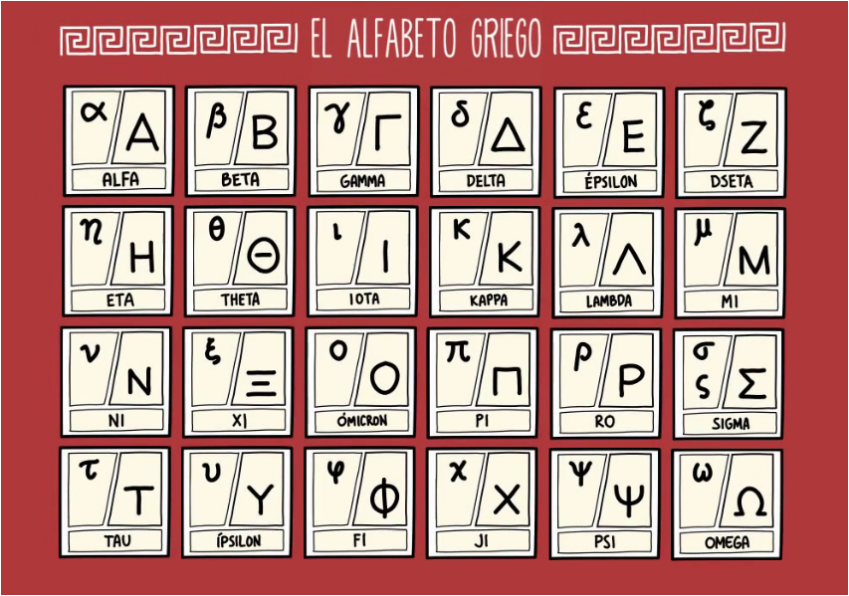 EL ALFABETO GRIEGO
α Α β Β γ Γ δ Δ ε Ε ζ Ζ
ALFA BETA GAMMA DELTA ÉPSILON DSETA
η Η θ Θ ι Ι κ Κ λ Λ μ Μ
ETA THETA IOTA KAPPA LAMBDA MI
ν Ν ξ Ξ ο Ο π Π ρ Ρ σ ς Σ
NI XI ÓMICRON PI RO SIGMA
τ Τ υ Υ φ Φ χ Χ ψ Ψ ω Ω
TAU ÍPSILON FI JI PSI OMEGA